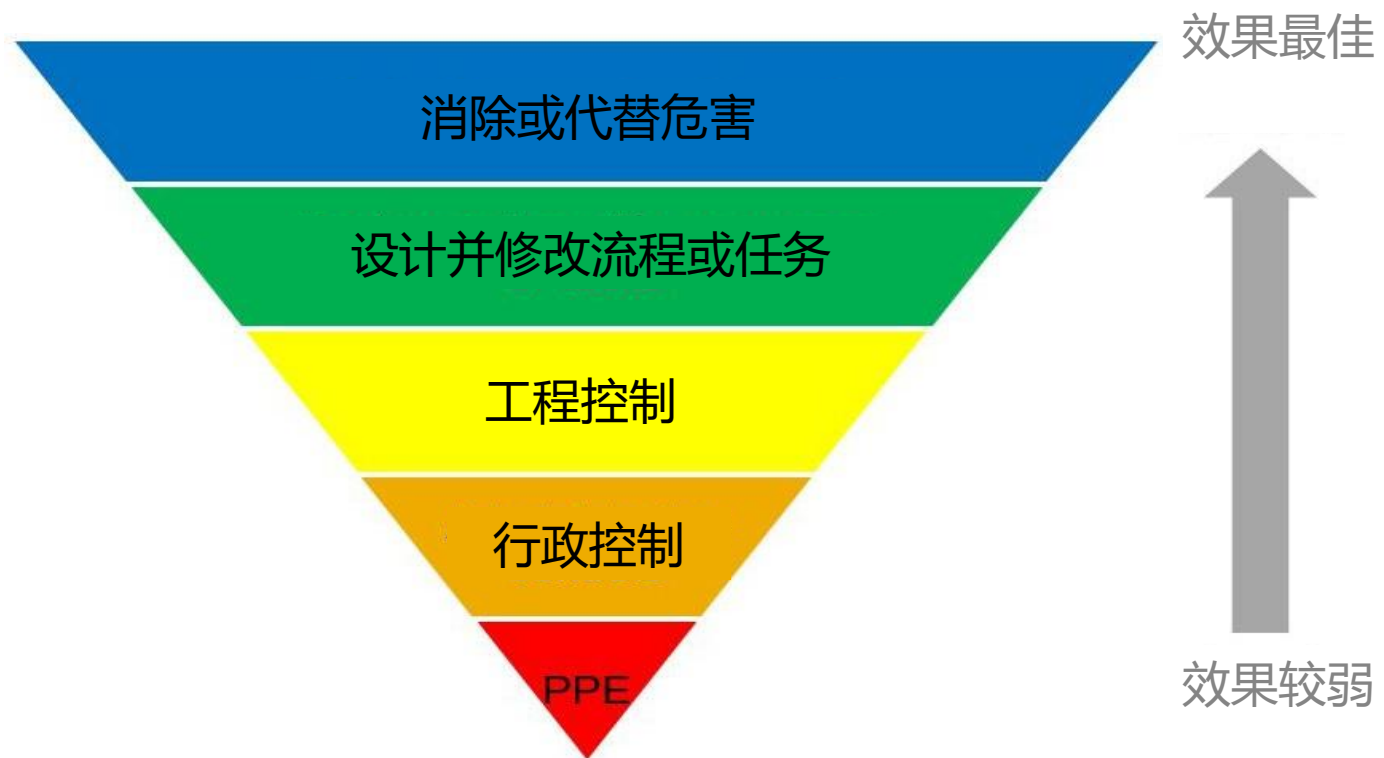 效果最佳
消除或代替危害
设计并修改流程或任务
工程控制
行政控制
PPE
效果较弱